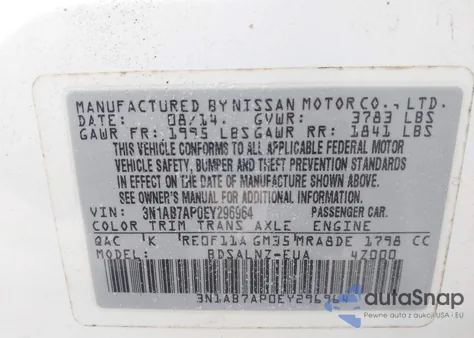 MANUFACTURED BY NISSAN MOTOR CO., LTD.
DATE: 08/14. GVWR: 3783 LBS
GAWR FR: 1995 LBS GAWR RR: 1841 LBS
THIS VEHICLE CONFORMS TO ALL APPLICABLE FEDERAL MOTOR
VEHICLE SAFETY, BUMPER AND THEFT PREVENTION STANDARDS
IN EFFECT ON THE DATE OF MANUFACTURE SHOWN ABOVE.
SEE OWNER'S MANUAL FOR ADDITIONAL INFORMATION.
VIN: 3N1AB7AP0EY296964 PASSENGER CAR.
COLOR TRIM TRANS AXLE ENGINE
QAC K RE0F11A GM35 MRA8DE 1798 CC
MODEL: BDSALNZ-EUA 47000
3N1AB7AP0EY296964
autaSnap
Pewne auta z aukcji USA i EU